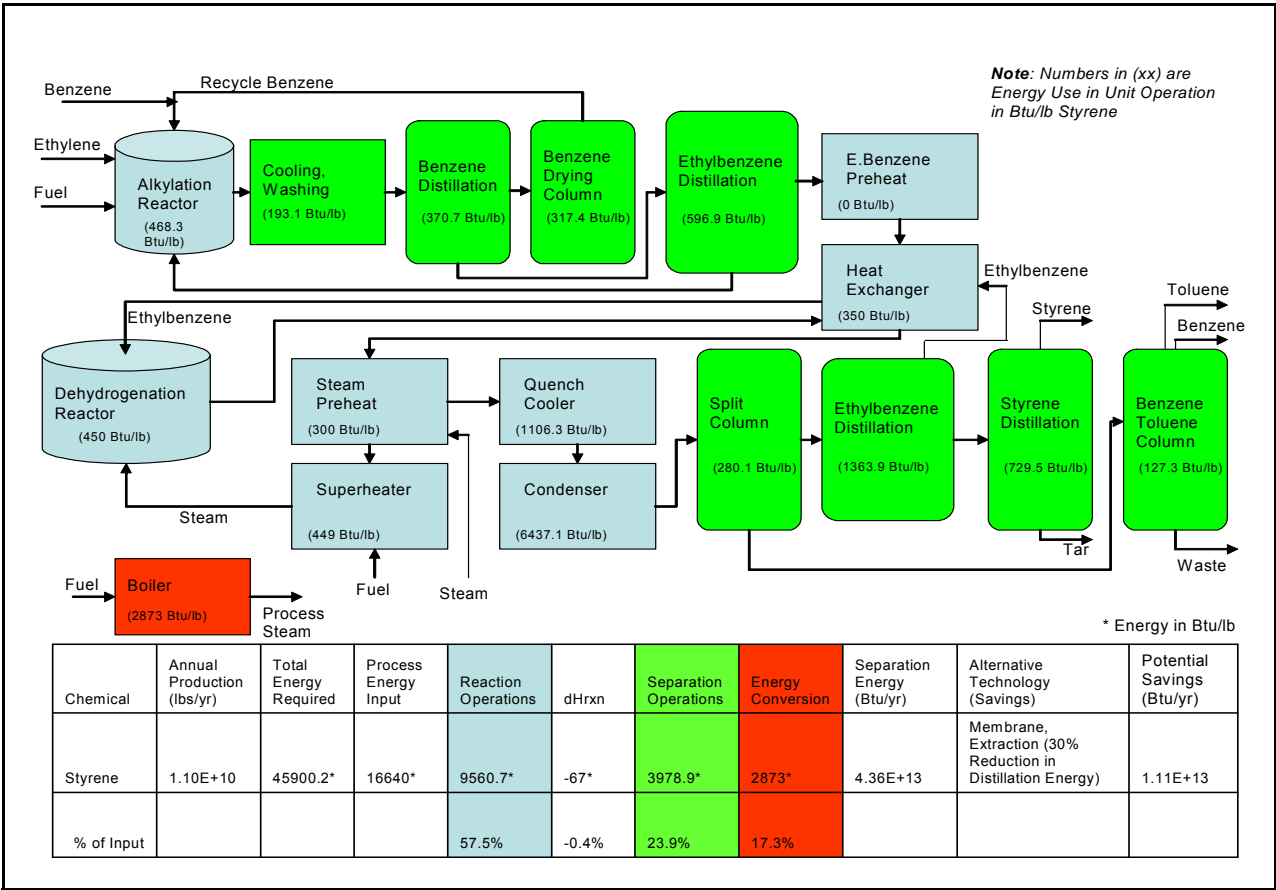 Note: Numbers in (xx) are
Energy Use in Unit Operation
in Btu/lb Styrene
Benzene
Recycle Benzene
Ethylene
Fuel
Alkylation
Reactor
(468.3
Btu/lb)
Cooling,
Washing
(193.1 Btu/lb)
Benzene
Distillation
(370.7 Btu/lb)
Benzene
Drying
Column
(317.4 Btu/lb)
Ethylbenzene
Distillation
(596.9 Btu/lb)
E.Benzene
Preheat
(0 Btu/lb)
Heat
Exchanger
(350 Btu/lb)
Ethylbenzene
Ethylbenzene
Styrene
Toluene
Benzene
Dehydrogenation
Reactor
(450 Btu/lb)
Steam
Preheat
(300 Btu/lb)
Quench
Cooler
(1106.3 Btu/lb)
Split
Column
(280.1 Btu/lb)
Ethylbenzene
Distillation
(1363.9 Btu/lb)
Styrene
Distillation
(729.5 Btu/lb)
Benzene
Toluene
Column
(127.3 Btu/lb)
Superheater
(449 Btu/lb)
Condenser
(6437.1 Btu/lb)
Steam
Tar
Waste
Fuel
Steam
Fuel
Boiler
(2873 Btu/lb)
Process
Steam
* Energy in Btu/lb
Chemical
Annual
Production
(lbs/yr)
Total
Energy
Required
Process
Energy
Input
Reaction
Operations
dHrxn
Separation
Operations
Energy
Conversion
Separation
Energy
(Btu/yr)
Alternative
Technology
(Savings)
Potential
Savings
(Btu/yr)
Styrene
1.10E+10
45900.2*
16640*
9560.7*
-67*
3978.9*
2873*
4.36E+13
Membrane,
Extraction (30%
Reduction in
Distillation Energy)
1.11E+13
% of Input
57.5%
-0.4%
23.9%
17.3%